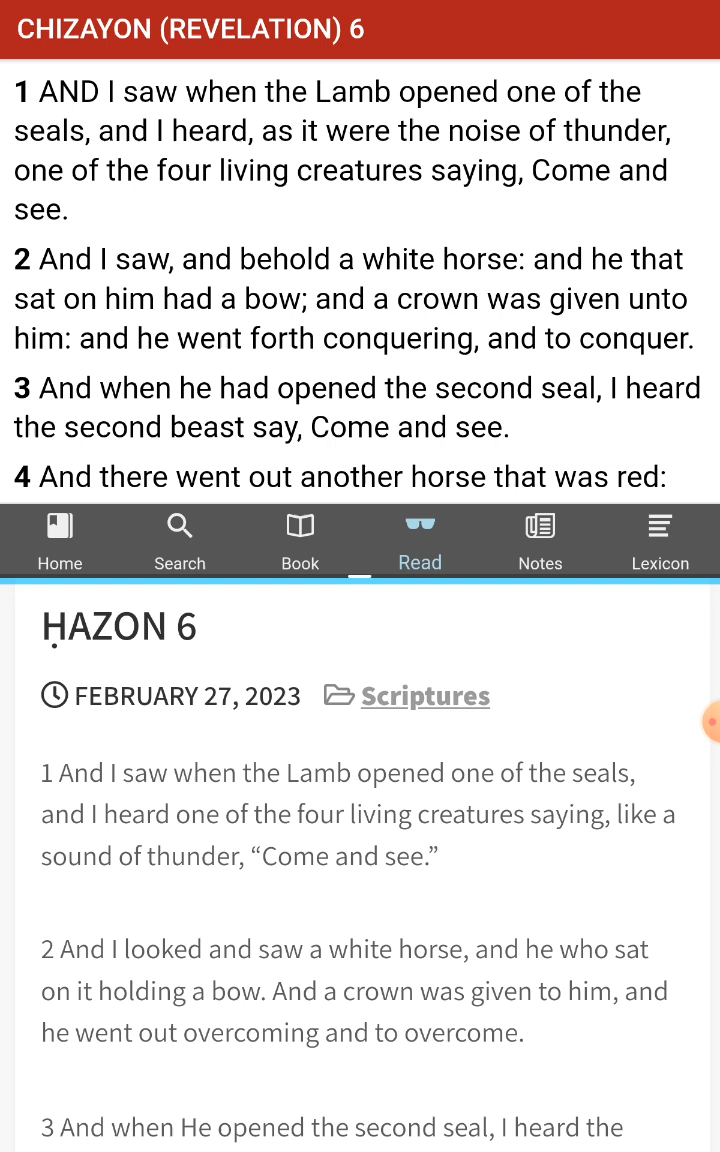 CHIZAYON (REVELATION) 6
1 AND I saw when the Lamb opened one of the
seals, and I heard, as it were the noise of thunder,
one of the four living creatures saying, Come and
see.
2 And I saw, and behold a white horse: and he that
sat on him had a bow; and a crown was given unto
him: and he went forth conquering, and to conquer.
3 And when he had opened the second seal, I heard
the second beast say, Come and see.
4 And there went out another horse that was red:
Home Search Book Read Notes Lexicon
ḤAZON 6
FEBRUARY 27, 2023 Scriptures
1 And I saw when the Lamb opened one of the seals,
and I heard one of the four living creatures saying, like a
sound of thunder, “Come and see.”
2 And I looked and saw a white horse, and he who sat
on it holding a bow. And a crown was given to him, and
he went out overcoming and to overcome.
3 And when He opened the second seal, I heard the